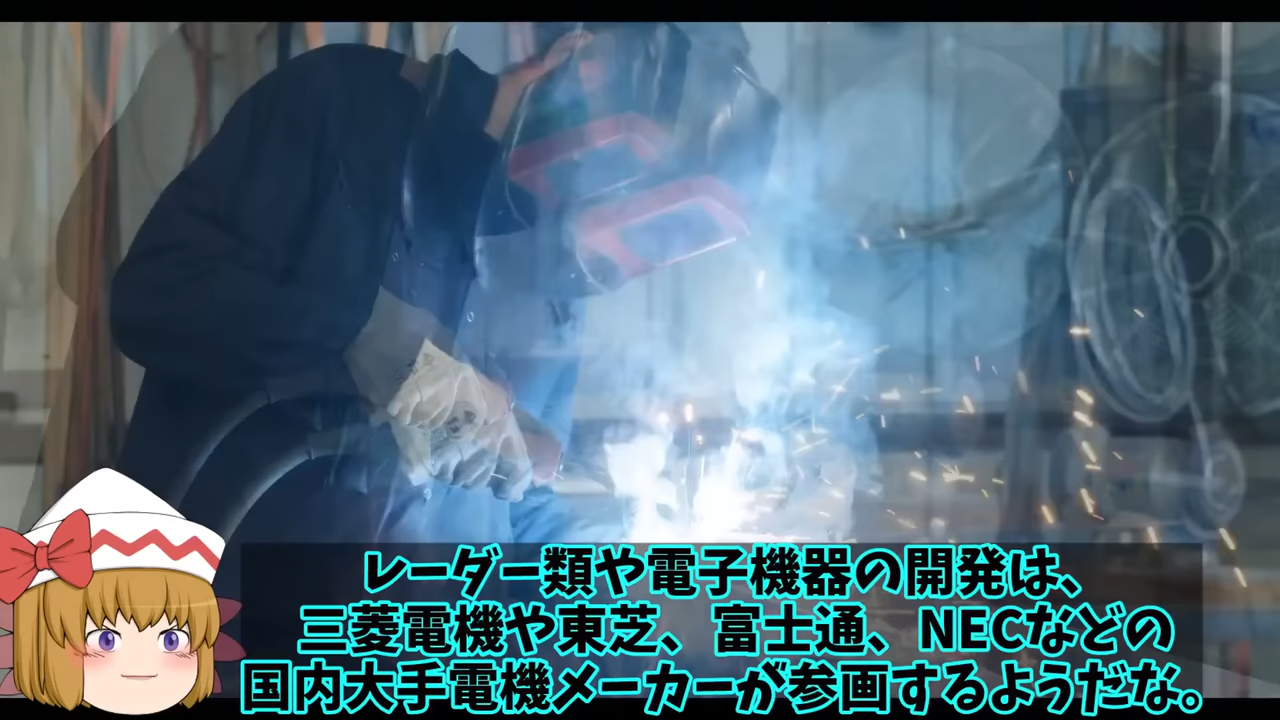 レーダー類や電子機器の開発は、
三菱電機や東芝、富士通、NECなどの
国内大手電機メーカーが参画するようだな。